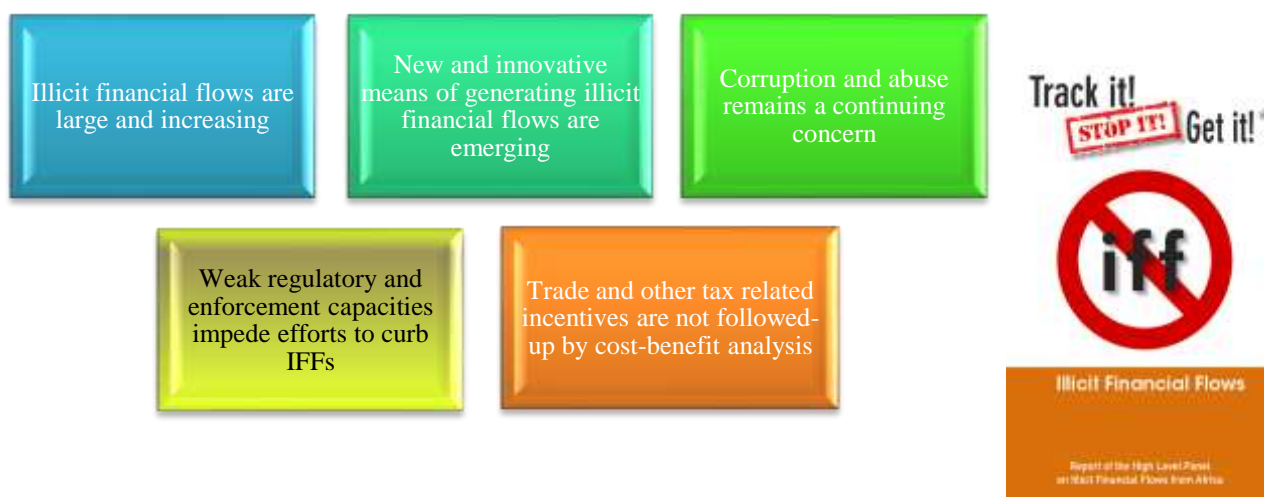 Illicit financial flows are
large and increasing
New and innovative
means of generating illicit
financial flows are
emerging
Corruption and abuse
remains a continuing
concern
Weak regulatory and
enforcement capacities
impede efforts to curb
IFFs
Trade and other tax related
incentives are not followed-
up by cost-benefit analysis
Track it!
STOP IT!
Get it!
iff
Illicit Financial Flows
Report of the High Level Panel
on Illicit Financial Flows from Africa